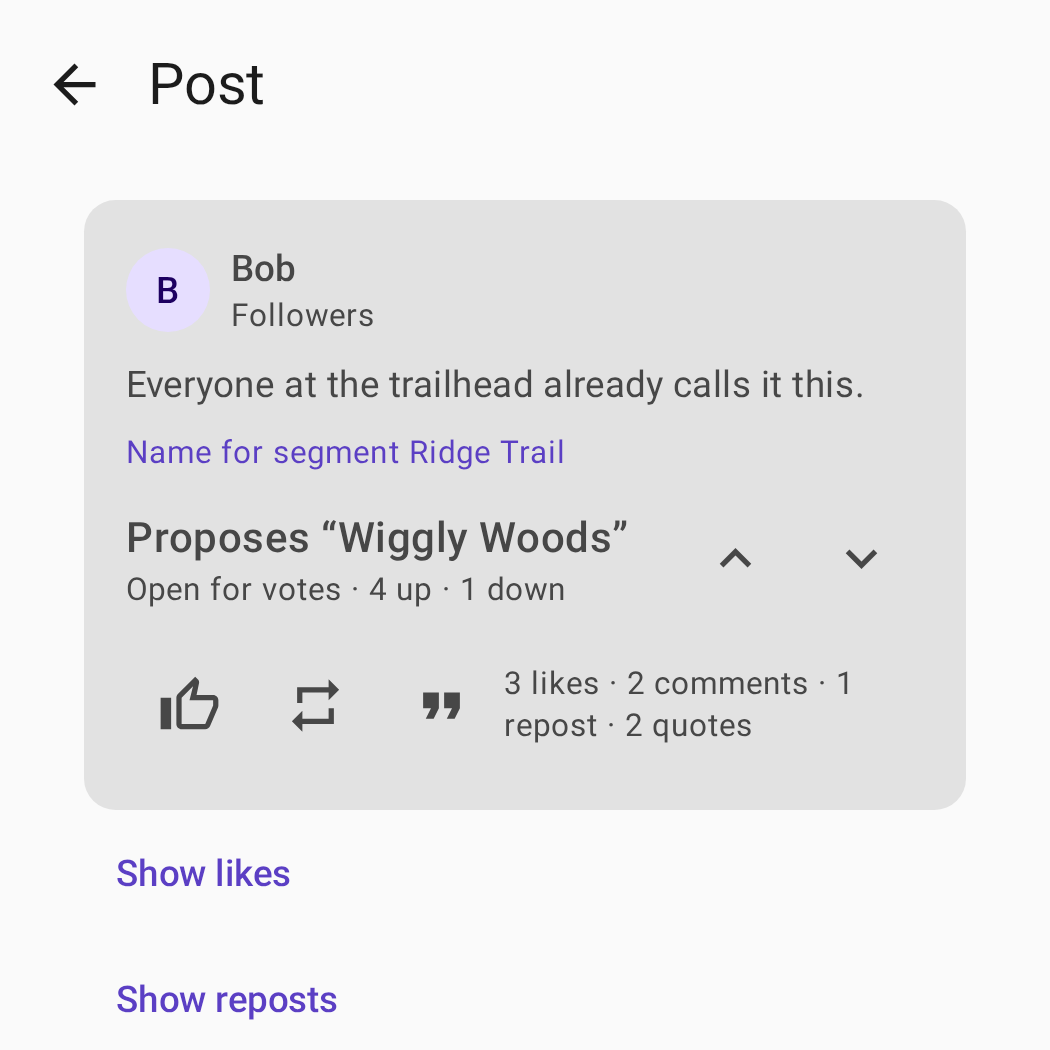 Post
B
Bob
Followers
Everyone at the trailhead already calls it this.
Name for segment Ridge Trail
Proposes “Wiggly Woods”
Open for votes · 4 up · 1 down
3 likes · 2 comments · 1
repost · 2 quotes
Show likes
Show reposts